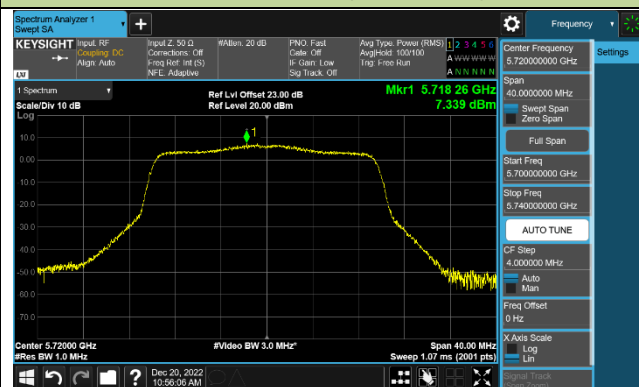 Spectrum Analyzer 1
Swept SA
Frequency
KEYSIGHT
Input: RF
Coupling: DC
Align: Auto
Input Z: 50 Ω
Corrections: Off
Freq Ref: Int (S)
NFE: Adaptive
#Atten: 20 dB
PNO: Fast
Gate: Off
IF Gain: Low
Sig Track: Off
Avg Type: Power (RMS)
Avg|Hold: 100/100
Trig: Free Run
1 2 3 4 5 6
A W W W W W
A N N N N N
LXI
1 Spectrum
Scale/Div 10 dB
Log
Ref Lvl Offset 23.00 dB
Ref Level 20.00 dBm
Mkr1 5.718 26 GHz
7.339 dBm
1
10.0
0.00
-10.0
-20.0
-30.0
-40.0
-50.0
-60.0
-70.0
Center 5.72000 GHz
#Res BW 1.0 MHz
#Video BW 3.0 MHz*
Span 40.00 MHz
Sweep 1.07 ms (2001 pts)
Center Frequency
5.720000000 GHz
Settings
Span
40.0000000 MHz
Swept Span
Zero Span
Full Span
Start Freq
5.700000000 GHz
Stop Freq
5.740000000 GHz
AUTO TUNE
CF Step
4.000000 MHz
Auto
Man
Freq Offset
0 Hz
X Axis Scale
Log
Lin
Signal Track
(Span Zoom)
Dec 20, 2022
10:56:06 AM